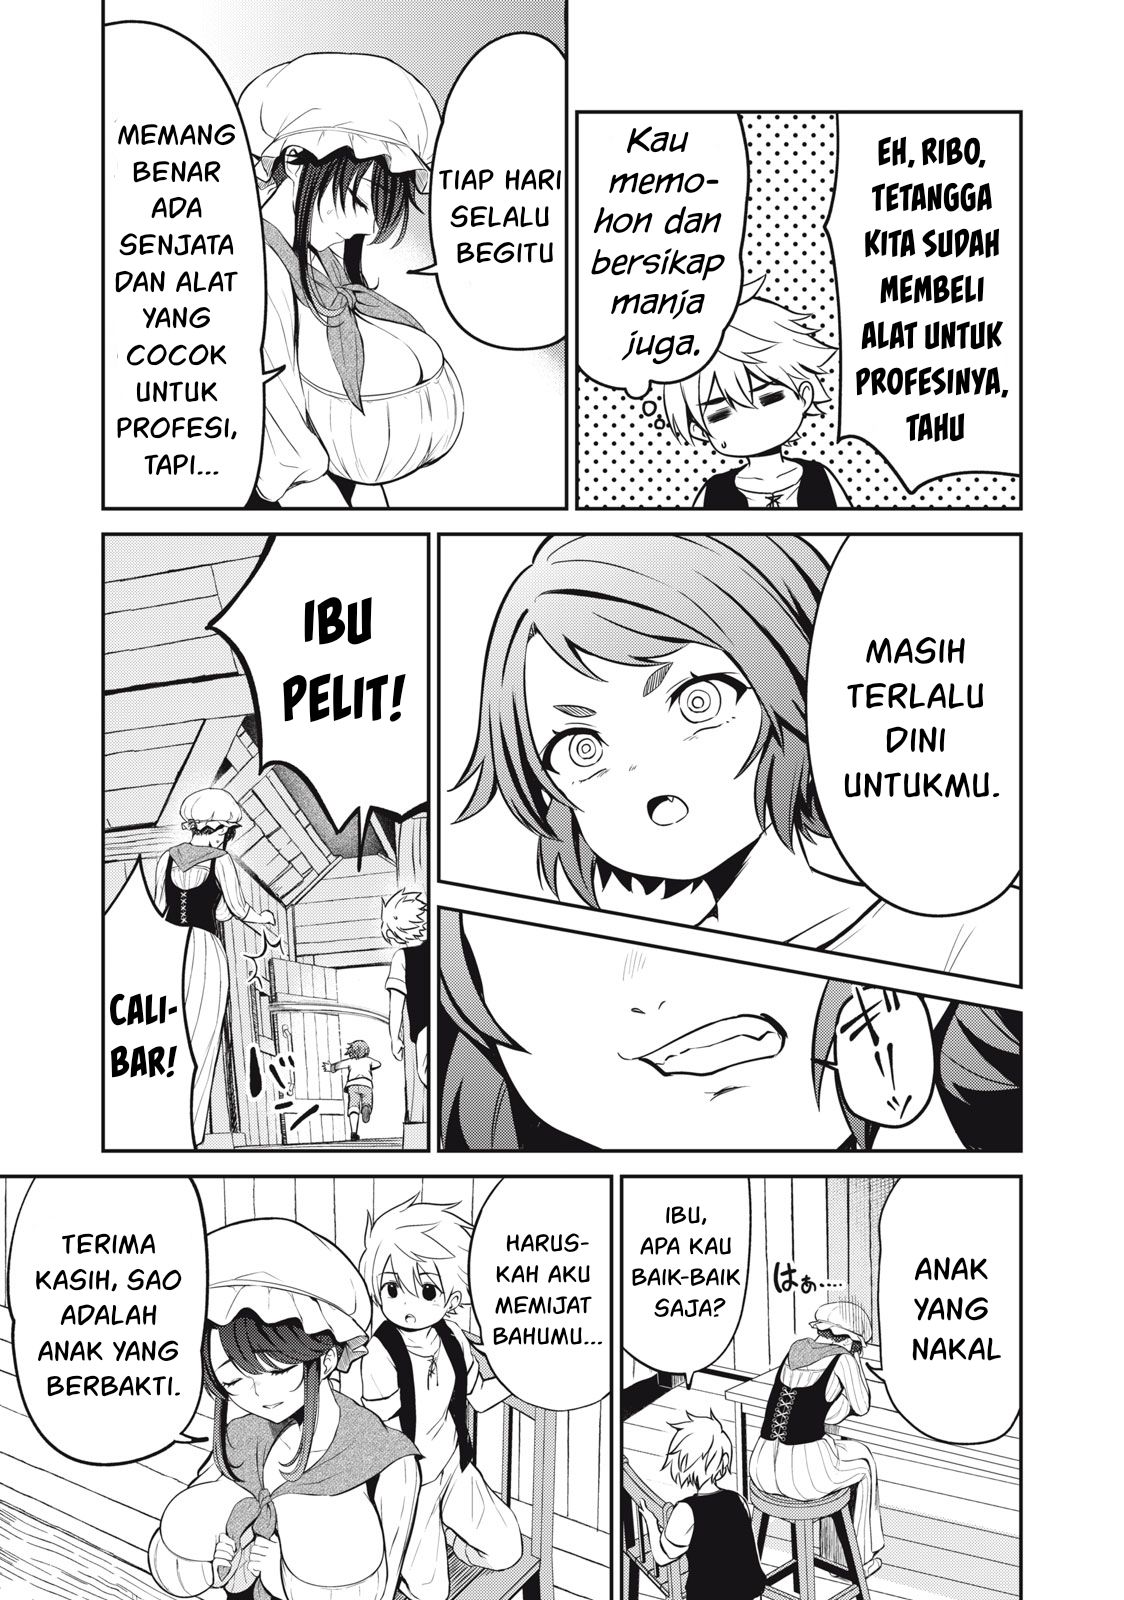 EH, RIBO,
TETANGGA
KITA SUDAH
MEMBELI
ALAT UNTUK
PROFESINYA,
TAHU
Kau
memo-
hon dan
bersikap
manja
juga.
TIAP HARI
SELALU
BEGITU
MEMANG
BENAR
ADA
SENJATA
DAN ALAT
YANG
COCOK
UNTUK
PROFESI,
TAPI...
MASIH
TERLALU
DINI
UNTUKMU.
IBU
PELIT!
CALI-
BAR!
ANAK
YANG
NAKAL
はぁ....
IBU,
APA KAU
BAIK-BAIK
SAJA?
HARUS-
KAH AKU
MEMIJAT
BAHUMU...
TERIMA
KASIH, SAO
ADALAH
ANAK YANG
BERBAKTI.